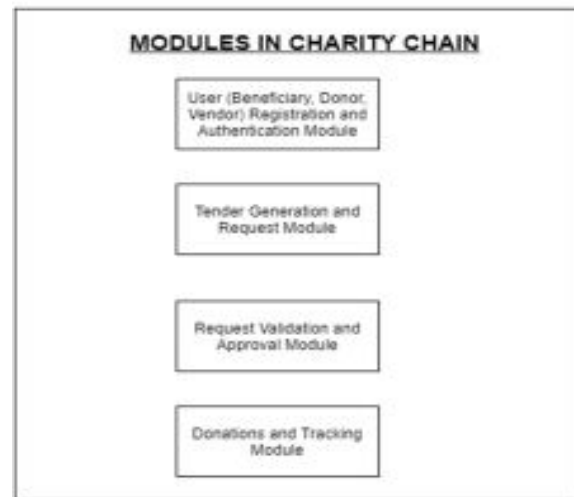 MODULES IN CHARITY CHAIN
User (Beneficiary, Donor,
Vendor) Registration and
Authentication Module
Tender Generation and
Request Module
Request Validation and
Approval Module
Donations and Tracking
Module